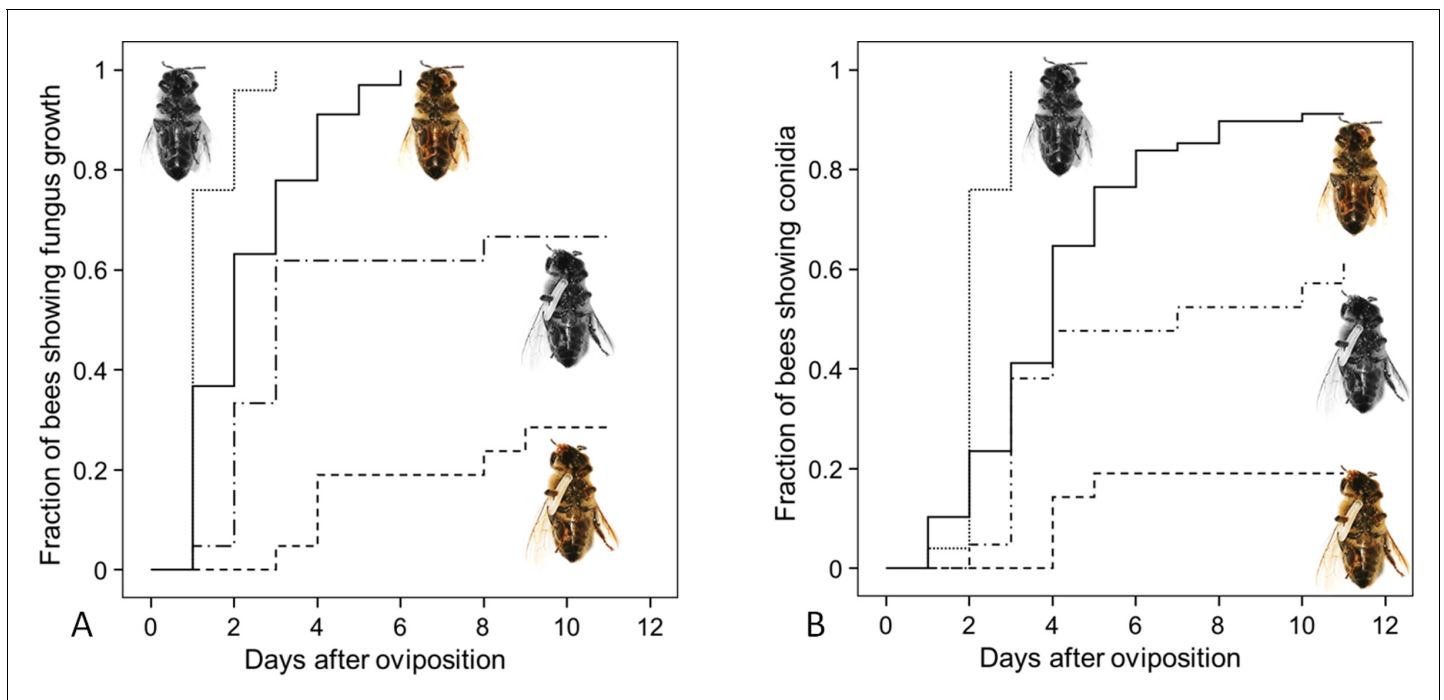 Fraction of bees showing fungus growth
1
0.8
0.6
0.4
0.2
0
0 2 4 6 8 10 12
Days after oviposition
A
Fraction of bees showing conidia
1
0.8
0.6
0.4
0.2
0
0 2 4 6 8 10 12
Days after oviposition
B